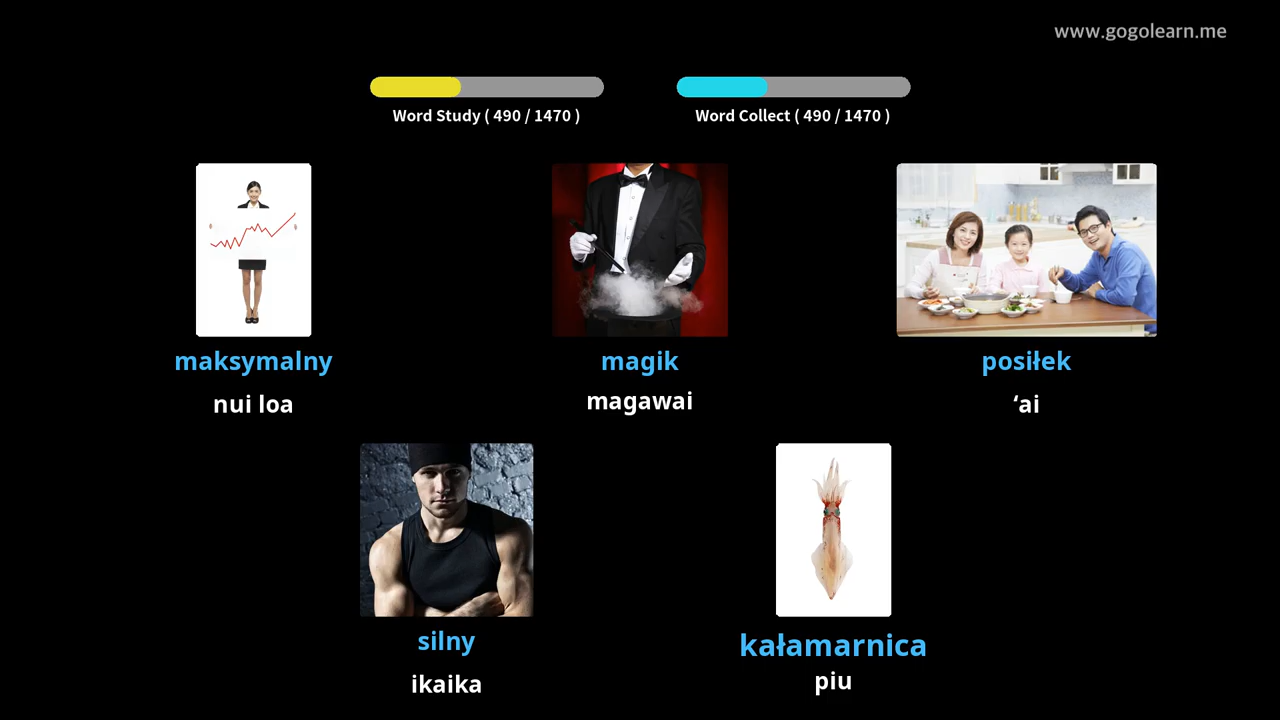 www.gogolearn.me
Word Study ( 490 / 1470 )
Word Collect ( 490 / 1470 )
maksymalny
nui loa
magik
magawai
posiłek
ʻai
silny
ikaika
kałamarnica
piu